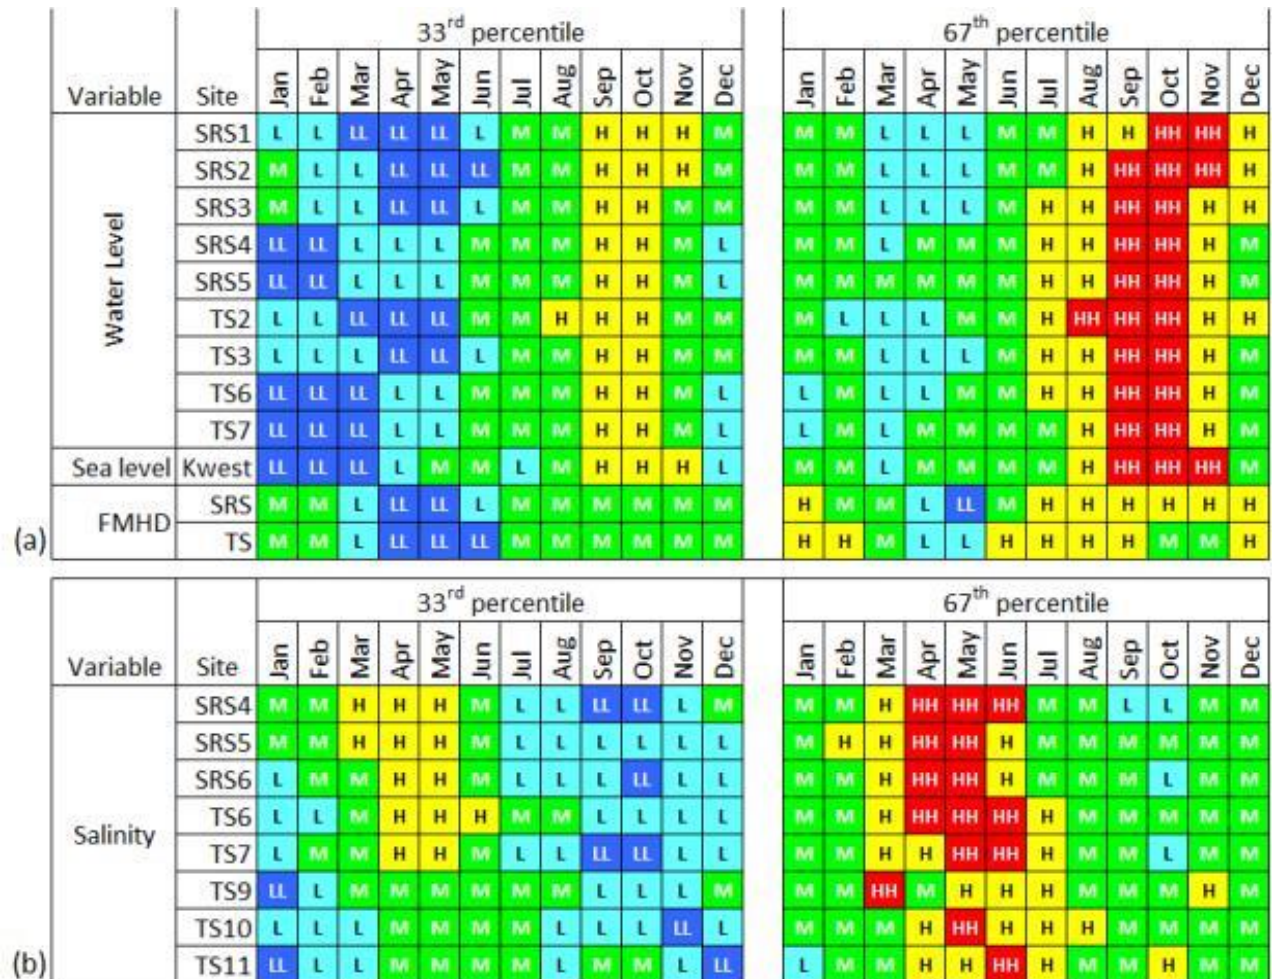 33rd percentile 67th percentile
Variable Site Jan Feb Mar Apr May Jun Jul Aug Sep Oct Nov Dec Jan Feb Mar Apr May Jun Jul Aug Sep Oct Nov Dec
SRS1 L L LL LL LL L M M H H H M M M L L L M M H H HH HH H
SRS2 M L L LL LL LL M M H H H M M M L L L M M H HH HH HH H
SRS3 M L L LL LL L M M H H M M M M L L L M H H HH HH H H
SRS4 LL LL L L L M M M H H M L M M L M M M H H HH HH H M
Water Level
SRS5 LL LL L L L M M M H H M L M M M M M M H H HH HH H M
TS2 L L LL LL LL M M H H H M M M L L L M M H HH HH HH H H
TS3 L L L LL LL L M M H H M M M M L L L M H H HH HH H M
TS6 LL LL LL L L M M M H H M L L M L L M M H H HH HH H M
TS7 LL LL LL L L M M M H H M L L M L M M M M H HH HH H M
Sea level Kwest LL LL LL L M M L M H H H L M M L M M M M H HH HH HH M
FMHD SRS M M L LL LL L M M M M M M H M M L LL M H H H H H H
(a) TS M M L LL LL LL M M M M M M H H M L L H H H H M M H
33rd percentile 67th percentile
Variable Site Jan Feb Mar Apr May Jun Jul Aug Sep Oct Nov Dec Jan Feb Mar Apr May Jun Jul Aug Sep Oct Nov Dec
SRS4 M M H H H M L L LL LL L M M M H HH HH HH M M L L M M
SRS5 M M H H H M L L L L L L M H H HH HH H M M M M M M
SRS6 L M M H H M L L L LL L L M M H HH HH H M M M L M M
TS6 L L M H H H M M L L L L M M H HH HH HH H M M M M M
Salinity
TS7 L M M H H M L L LL LL L L M M H H HH HH H M M L M M
TS9 LL L M M M M M M L L L M M M HH M H H H M M M H M
TS10 L L L M M M M L L L LL L M M M H HH H H H M M M M
(b) TS11 LL L L M M M M L M M L LL L M M H H HH H M M H M M